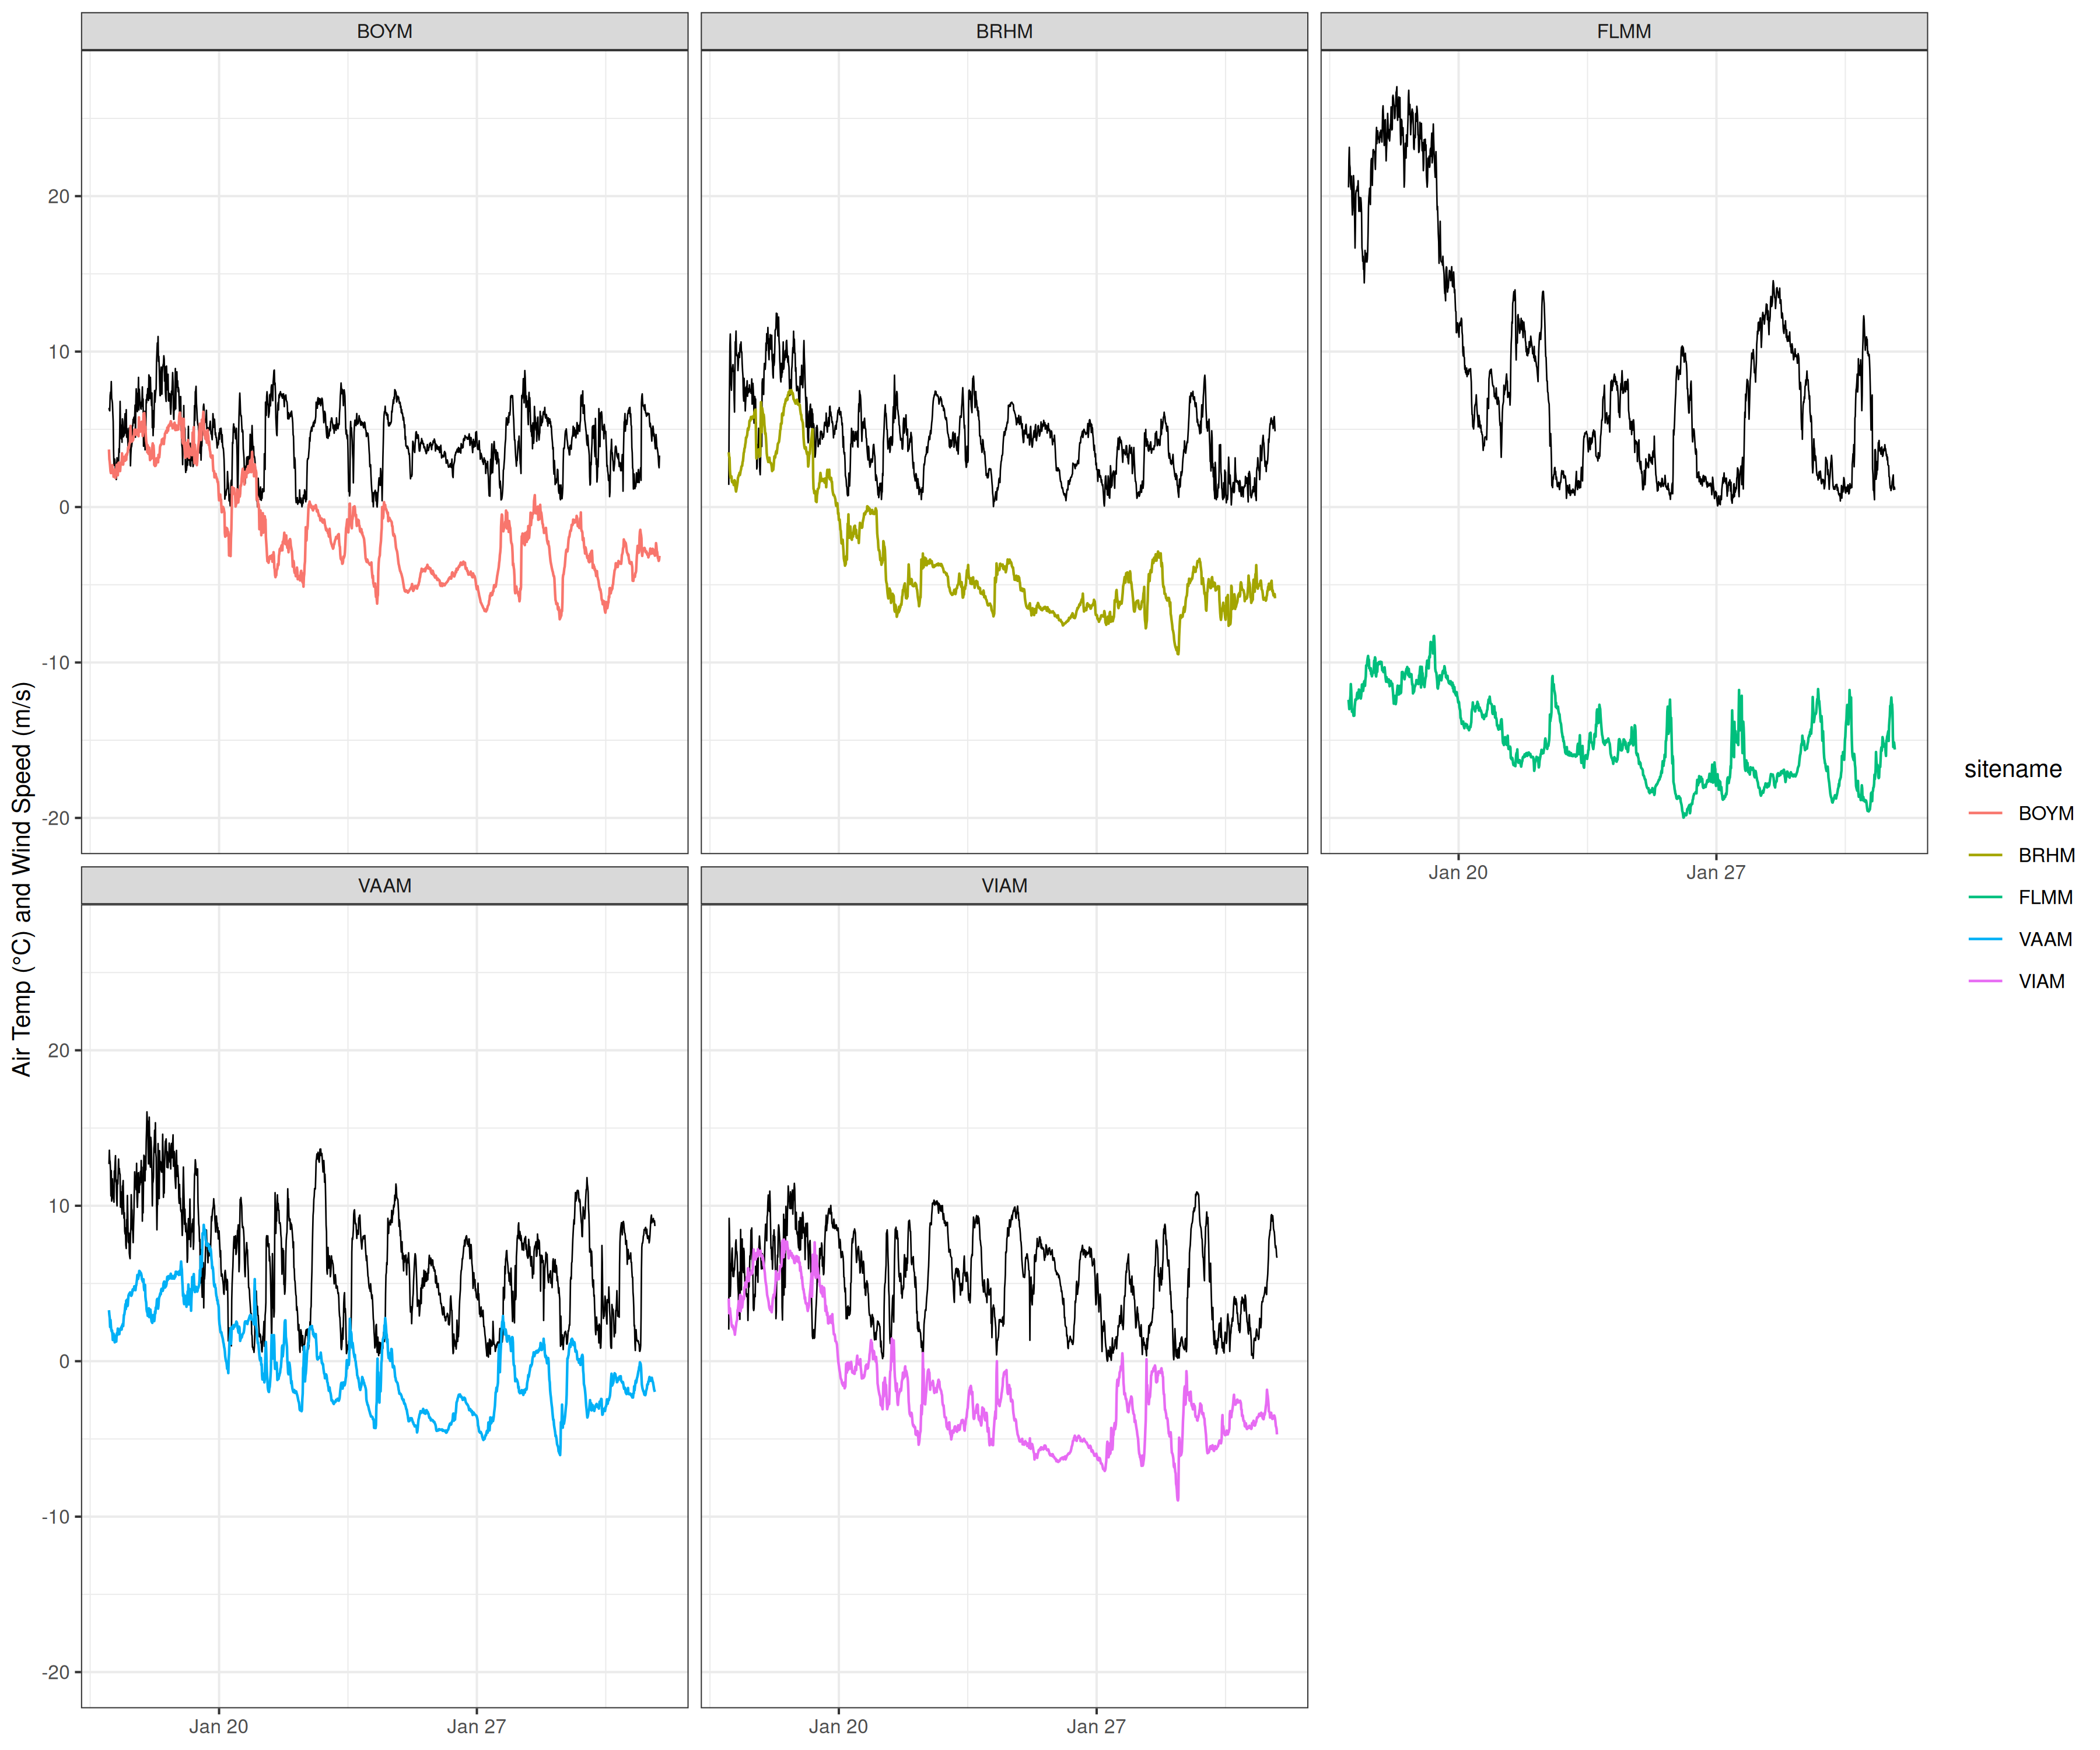 BOYM
BRHM
FLMM
20
10
0
-10
-20
Jan 20
Jan 27
VAAM
VIAM
20
10
0
-10
-20
Jan 20
Jan 27
Jan 20
Jan 27
Air Temp (°C) and Wind Speed (m/s)
sitename
BOYM
BRHM
FLMM
VAAM
VIAM